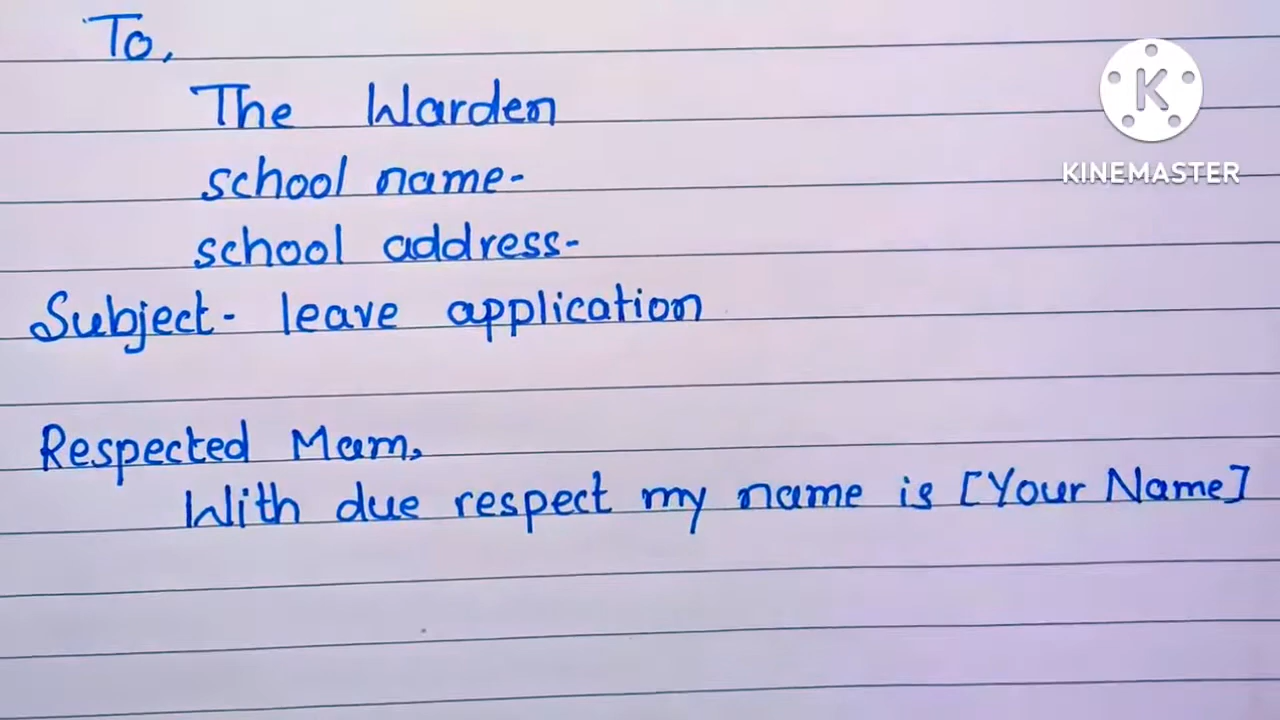 To,
The Warden
school name-
school address-
Subject- leave application
Respected Mam,
With due respect my name is [Your Name]
K
KINEMASTER